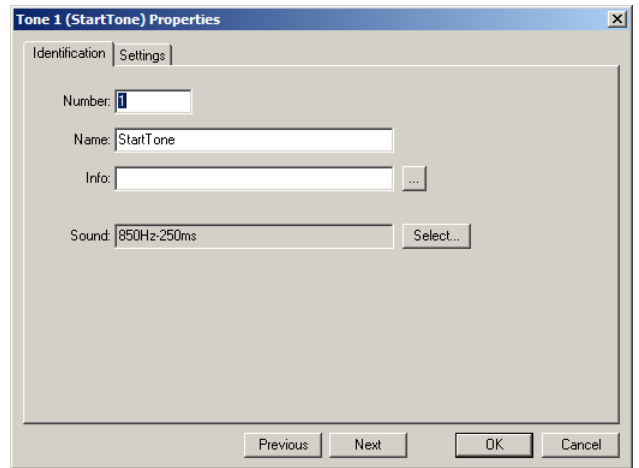 Tone 1 (StartTone) Properties
Identification Settings
Number: 1
Name: StartTone
Info: ...
Sound: 850Hz-250ms Select...
Previous Next OK Cancel